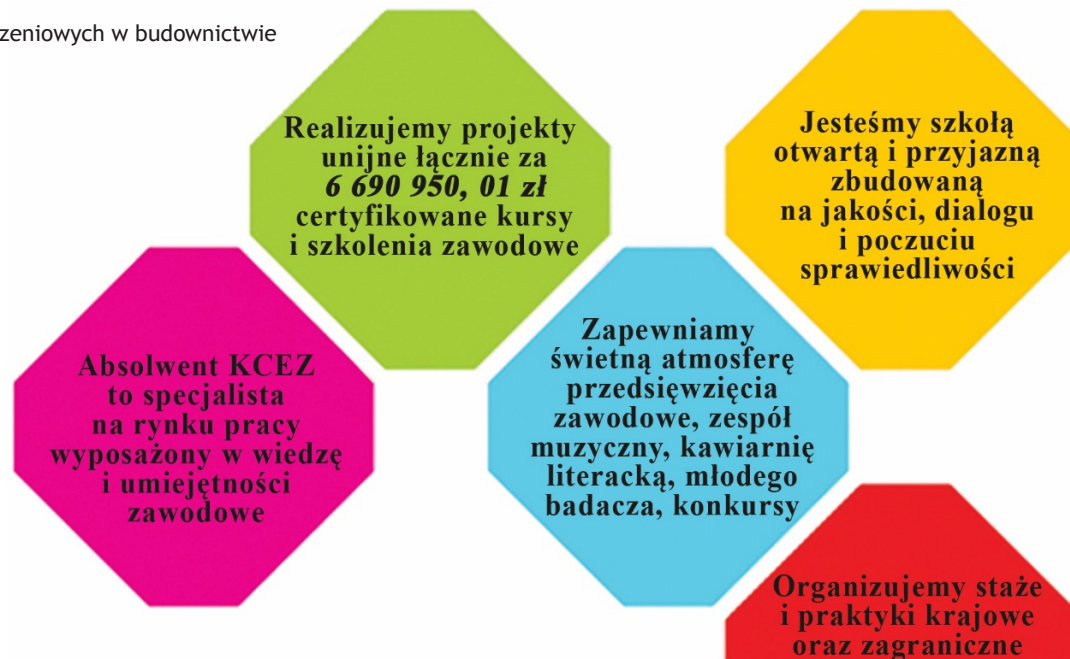 zeniowych w budownictwie
Realizujemy projekty
unijne łącznie za
6 690 950, 01 zł
certyfikowane kursy
i szkolenia zawodowe
Jesteśmy szkołą
otwartą i przyjazną
zbudowaną
na jakości, dialogu
i poczuciu
sprawiedliwości
Absolwent KCEZ
to specjalista
na rynku pracy
wyposażony w wiedzę
i umiejętności
zawodowe
Zapewniamy
świetną atmosferę
przedsięwzięcia
zawodowe, zespół
muzyczny, kawiarnię
literacką, młodego
badacza, konkursy
Organizujemy staże
i praktyki krajowe
oraz zagraniczne